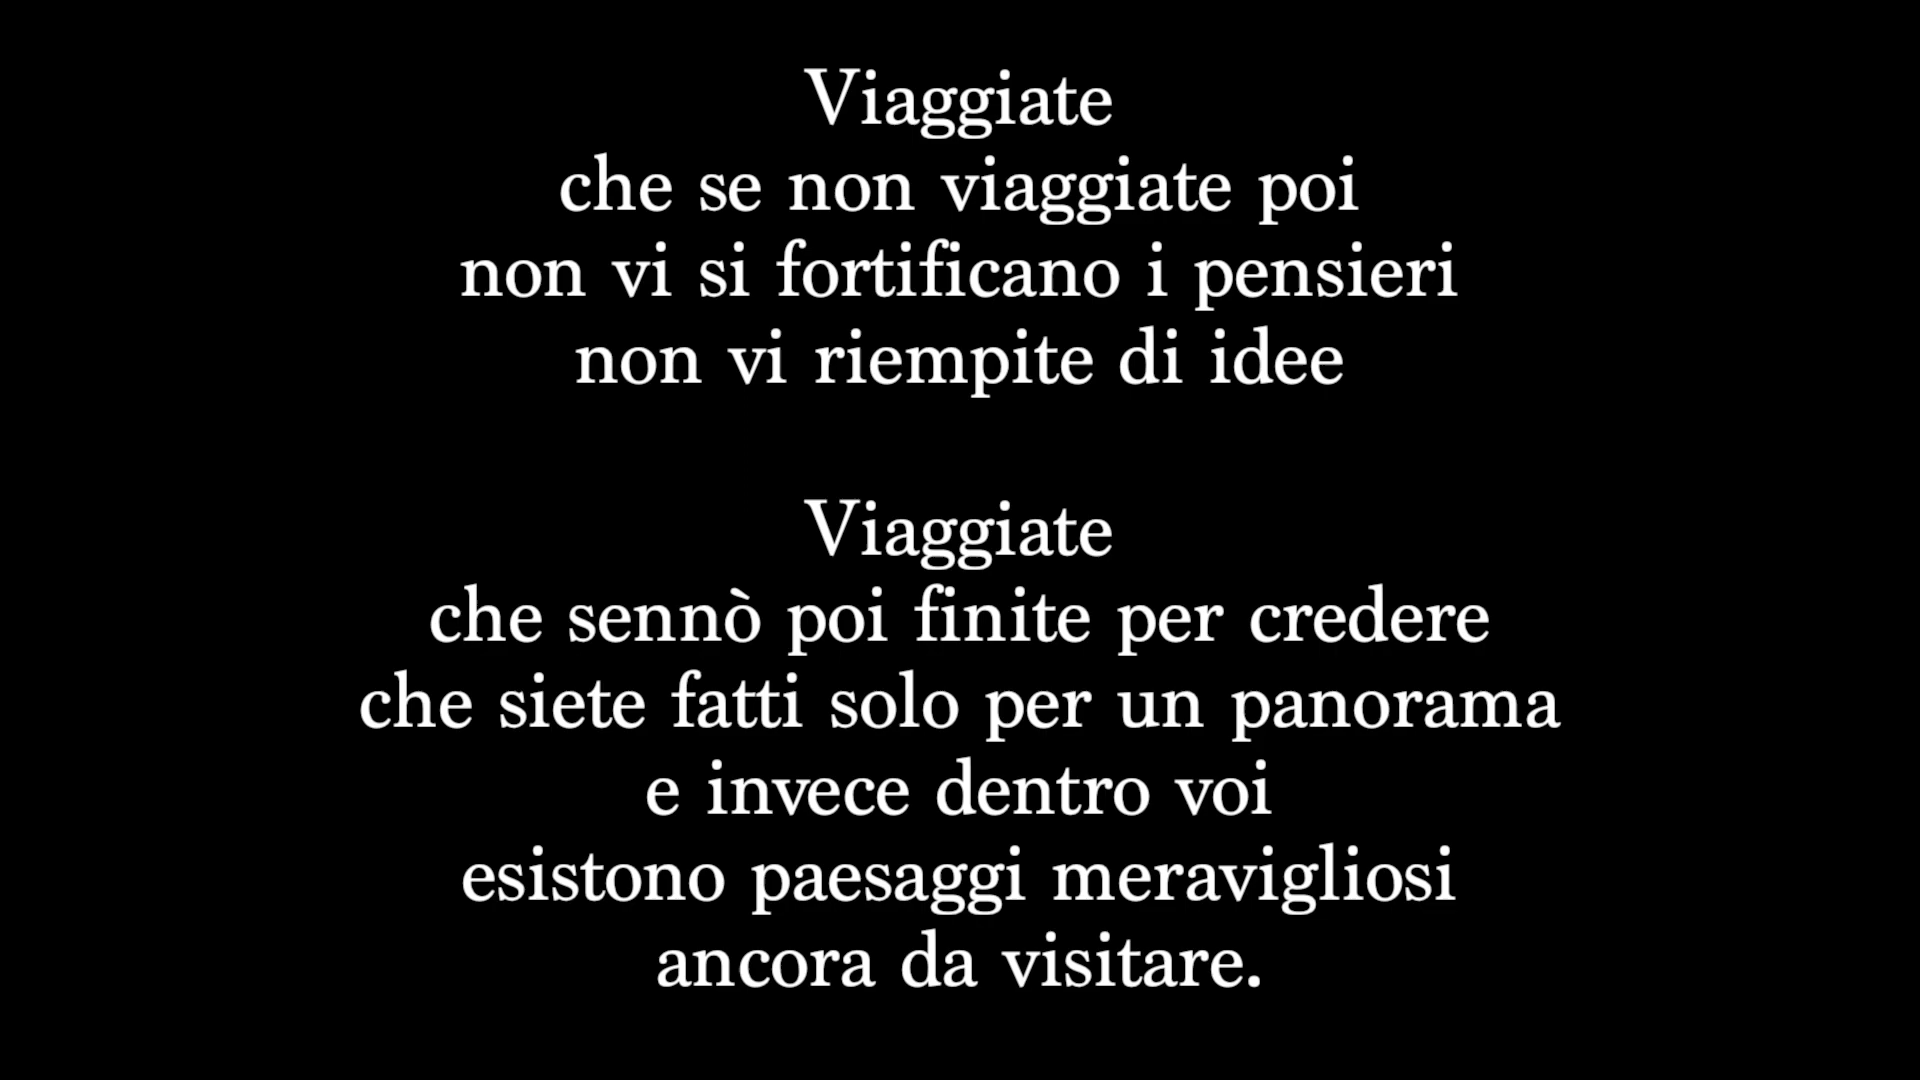 Viaggiate
che se non viaggiate poi
non vi si fortificano i pensieri
non vi riempite di idee
Viaggiate
che sennò poi finite per credere
che siete fatti solo per un panorama
e invece dentro voi
esistono paesaggi meravigliosi
ancora da visitare.